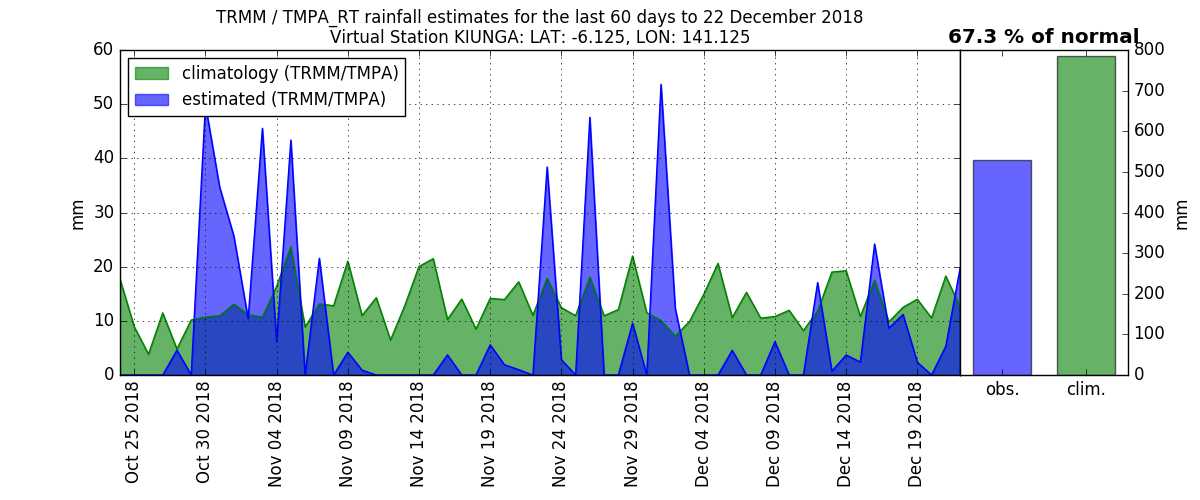 TRMM / TMPA_RT rainfall estimates for the last 60 days to 22 December 2018
Virtual Station KIUNGA: LAT: -6.125, LON: 141.125
67.3 % of normal
climatology (TRMM/TMPA)
estimated (TRMM/TMPA)
60
50
40
30
20
10
0
mm
Oct 25 2018
Oct 30 2018
Nov 04 2018
Nov 09 2018
Nov 14 2018
Nov 19 2018
Nov 24 2018
Nov 29 2018
Dec 04 2018
Dec 09 2018
Dec 14 2018
Dec 19 2018
800
700
600
500
400
300
200
100
0
mm
obs.
clim.